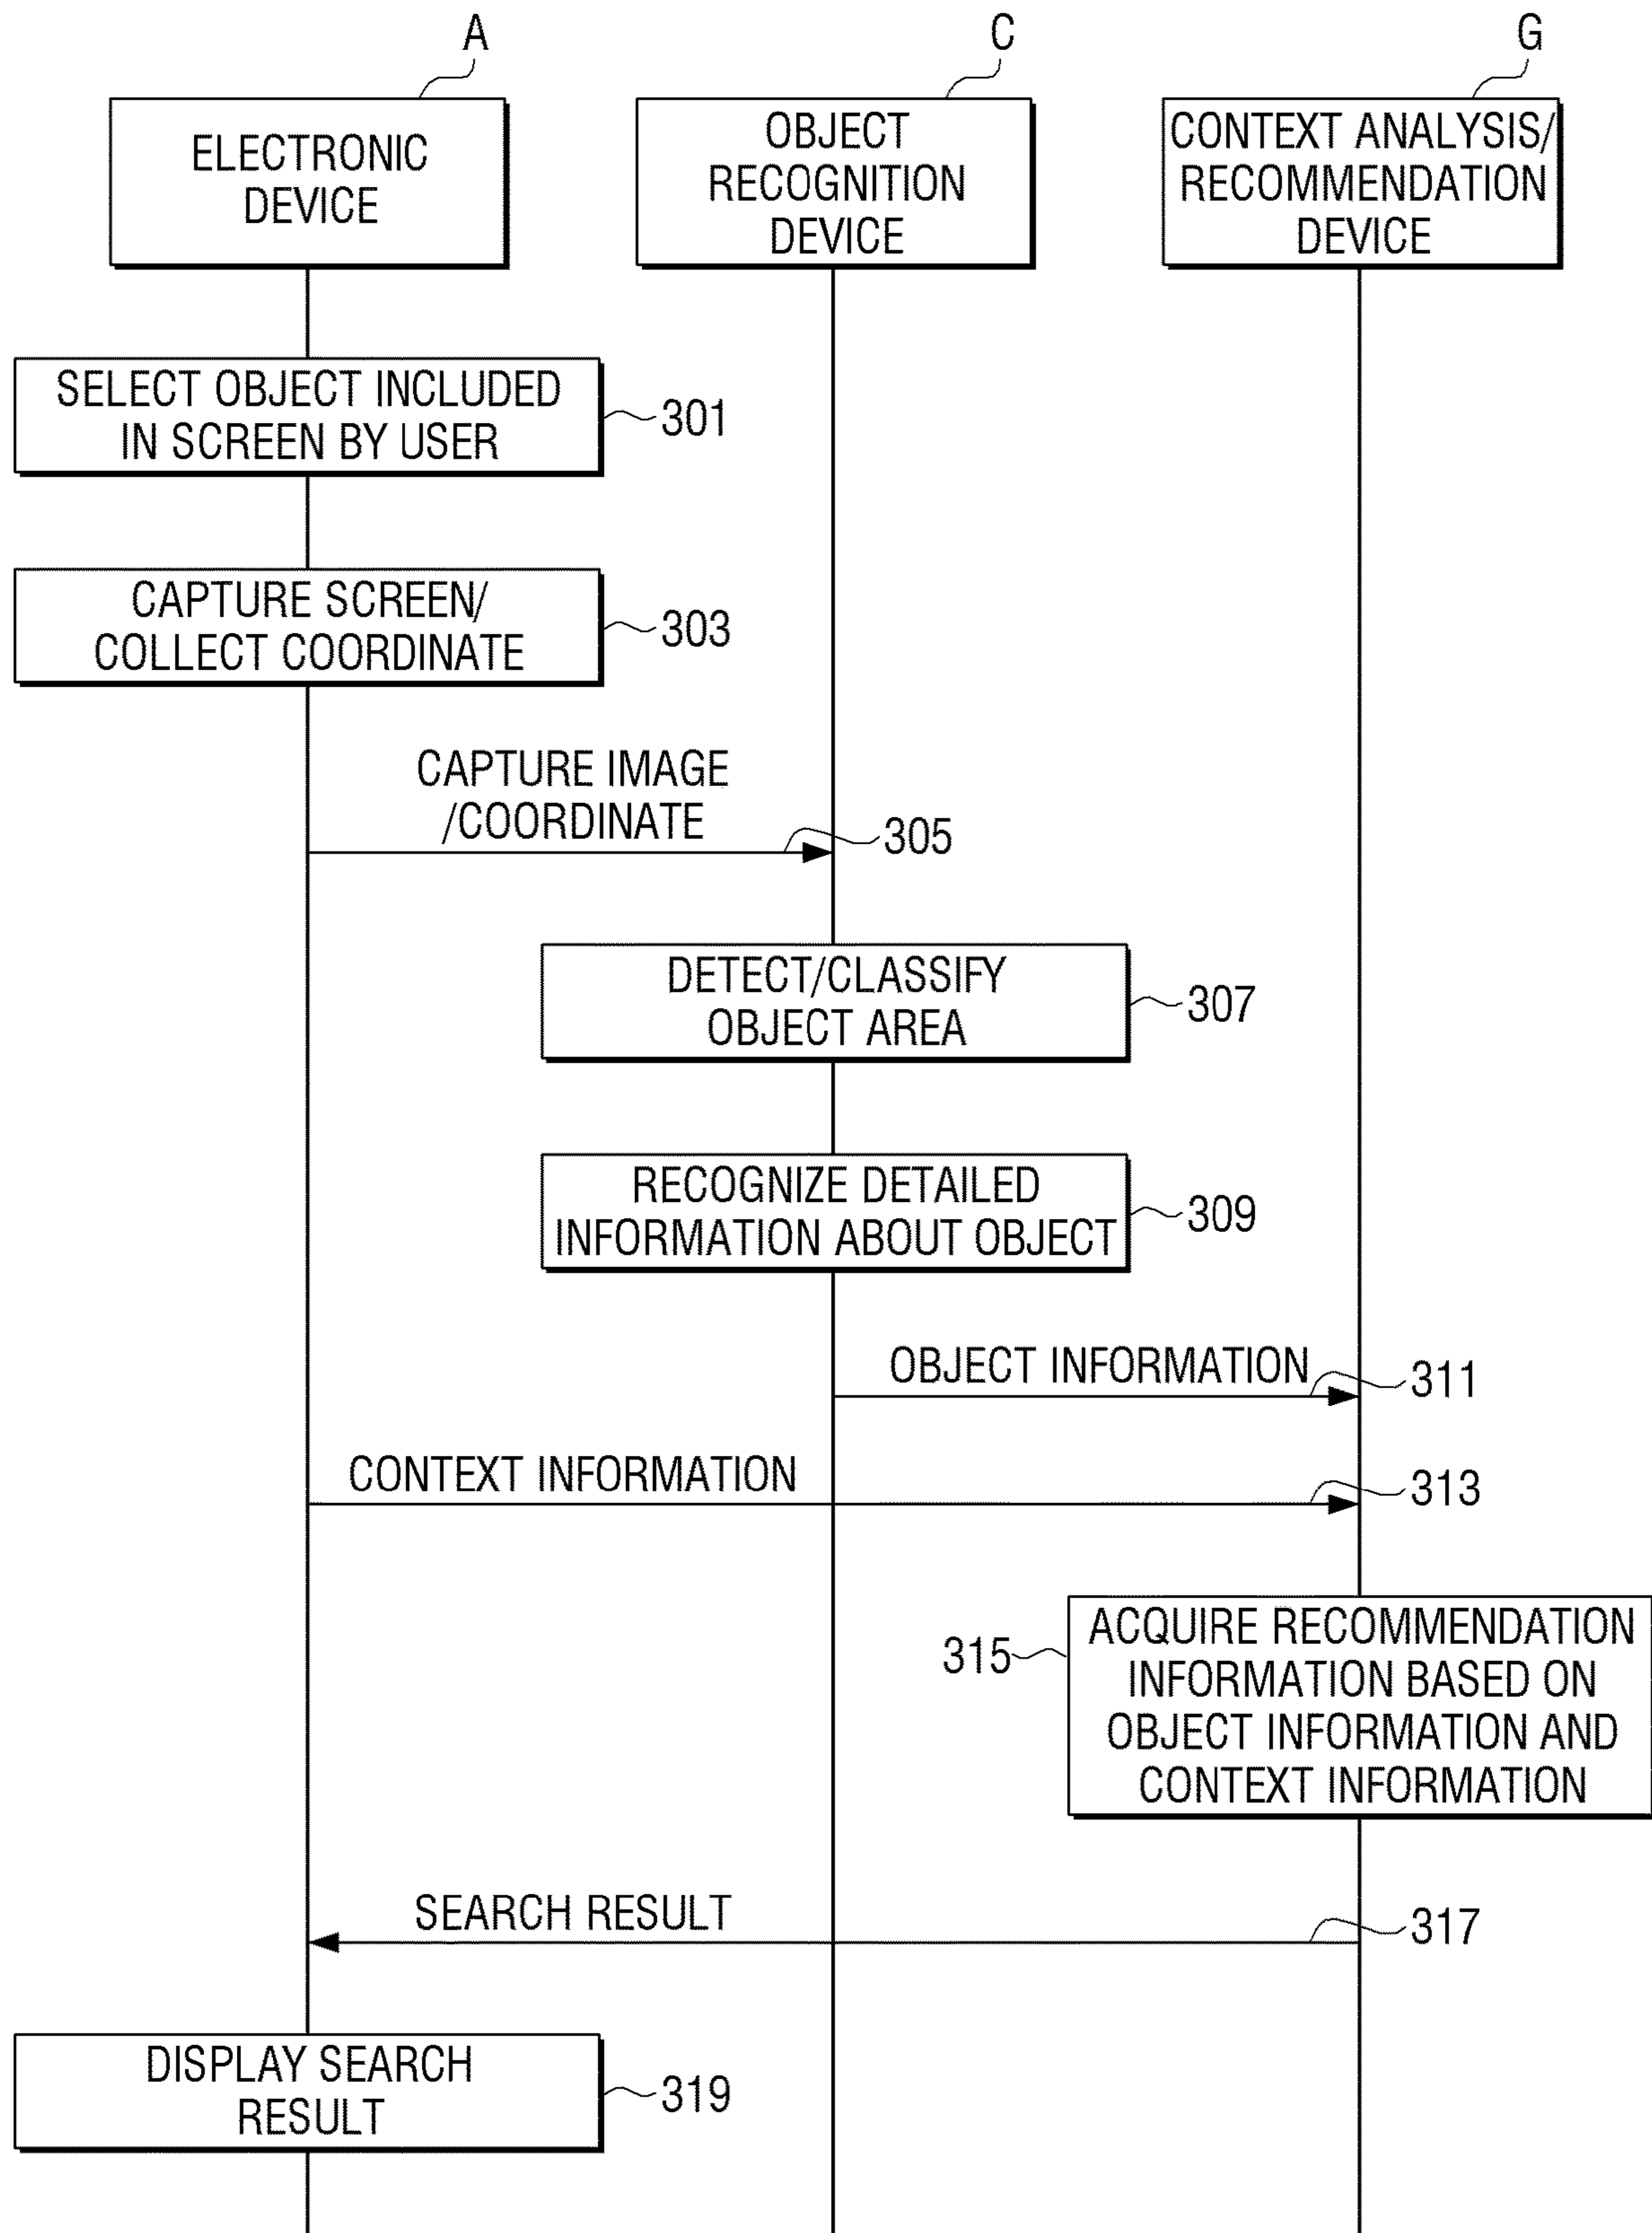 A
C
G
ELECTRONIC
DEVICE
OBJECT
RECOGNITION
DEVICE
CONTEXT ANALYSIS/
RECOMMENDATION
DEVICE
SELECT OBJECT INCLUDED
IN SCREEN BY USER
301
CAPTURE SCREEN/
COLLECT COORDINATE
303
CAPTURE IMAGE
/COORDINATE
305
DETECT/CLASSIFY
OBJECT AREA
307
RECOGNIZE DETAILED
INFORMATION ABOUT OBJECT
309
OBJECT INFORMATION
311
CONTEXT INFORMATION
313
315
ACQUIRE RECOMMENDATION
INFORMATION BASED ON
OBJECT INFORMATION AND
CONTEXT INFORMATION
SEARCH RESULT
317
DISPLAY SEARCH
RESULT
319